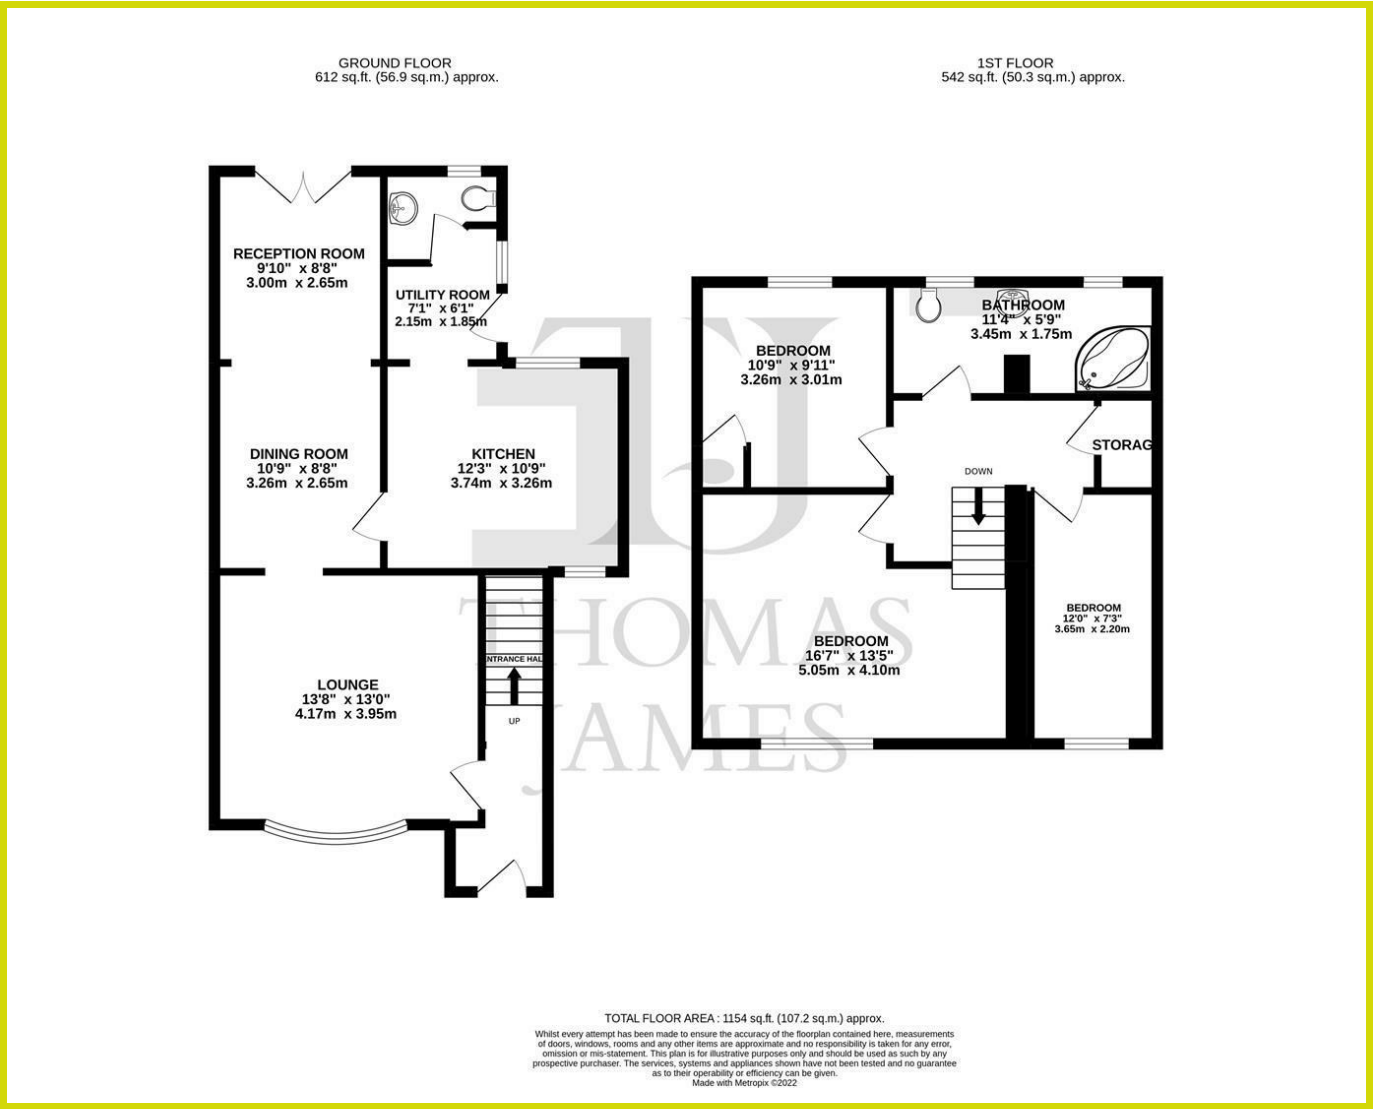 GROUND FLOOR
612 sq.ft. (56.9 sq.m.) approx.
1ST FLOOR
542 sq.ft. (50.3 sq.m.) approx.
RECEPTION ROOM
9'10" x 8'8"
3.00m x 2.65m
UTILITY ROOM
7'1" x 6'1"
2.15m x 1.85m
DINING ROOM
10'9" x 8'8"
3.26m x 2.65m
KITCHEN
12'3" x 10'9"
3.74m x 3.26m
LOUNGE
13'8" x 13'0"
4.17m x 3.95m
ENTRANCE HALL
UP
BEDROOM
10'9" x 9'11"
3.26m x 3.01m
BATHROOM
11'4" x 5'9"
3.45m x 1.75m
STORAG
DOWN
BEDROOM
16'7" x 13'5"
5.05m x 4.10m
BEDROOM
12'0" x 7'3"
3.65m x 2.20m
TJ
THOMAS
JAMES
TOTAL FLOOR AREA : 1154 sq.ft. (107.2 sq.m.) approx.
Whilst every attempt has been made to ensure the accuracy of the floorplan contained here, measurements
of doors, windows, rooms and any other items are approximate and no responsibility is taken for any error,
omission or mis-statement. This plan is for illustrative purposes only and should be used as such by any
prospective purchaser. The services, systems and appliances shown have not been tested and no guarantee
as to their operability or efficiency can be given.
Made with Metropix ©2022